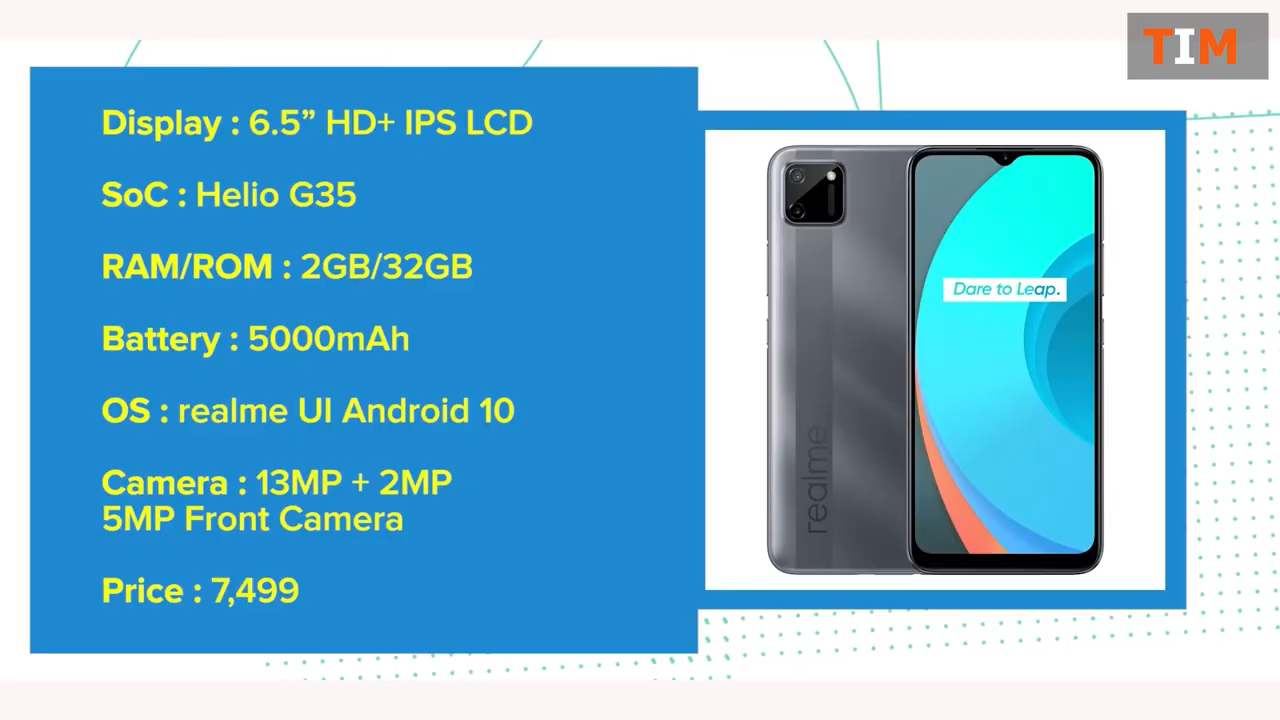 TIM
Display : 6.5” HD+ IPS LCD
SoC : Helio G35
RAM/ROM : 2GB/32GB
Battery : 5000mAh
OS : realme UI Android 10
Camera : 13MP + 2MP
5MP Front Camera
Price : 7,499
Dare to Leap.
realme